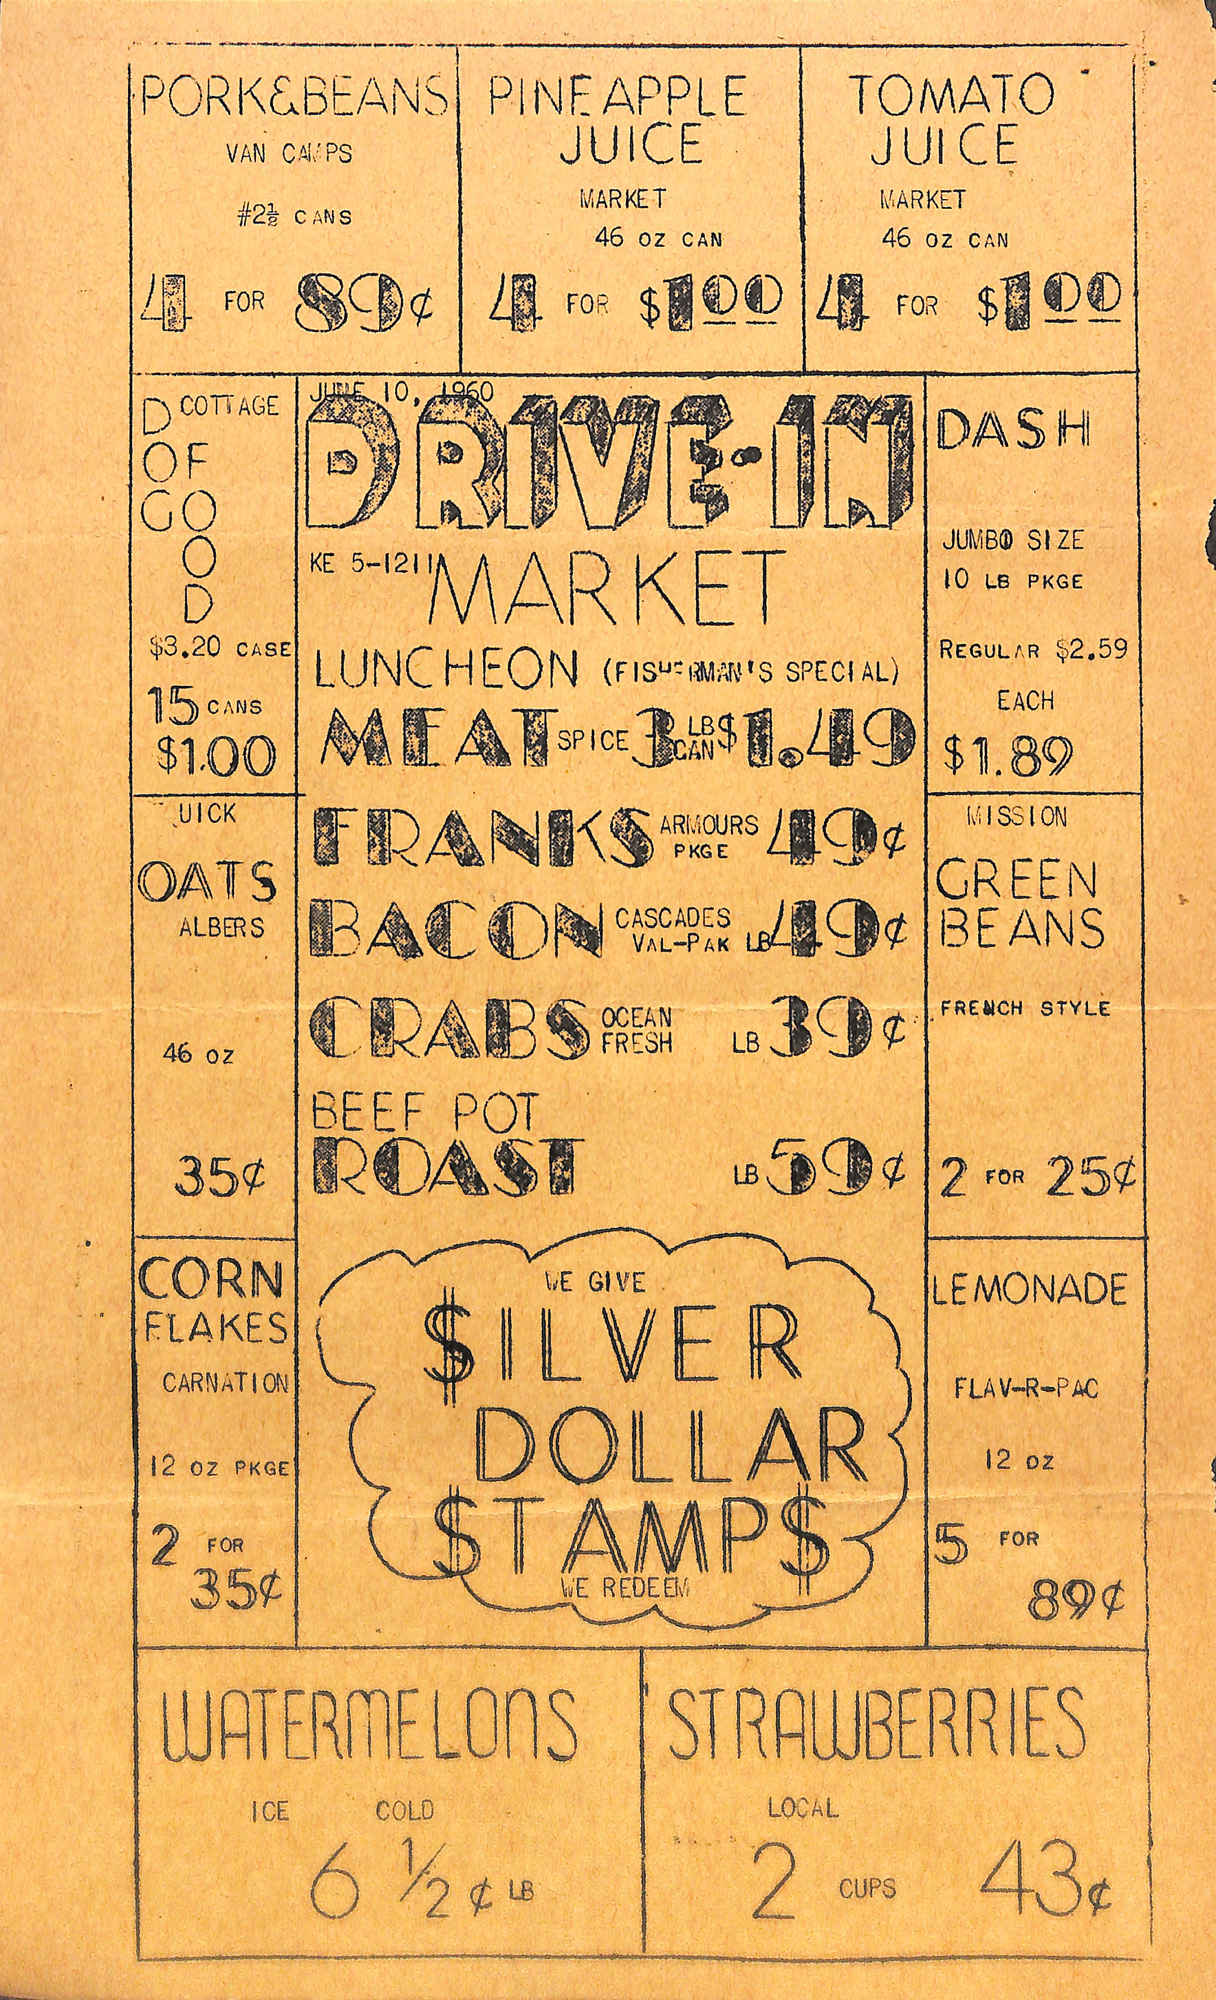 PORK&BEANS
VAN CAMPS
#2½ CANS
4 FOR 89¢
PINEAPPLE
JUICE
MARKET
46 OZ CAN
4 FOR $1.00
TOMATO
JUICE
MARKET
46 OZ CAN
4 FOR $1.00
COTTAGE
DOG FOOD
$3.20 CASE
15 CANS
$1.00
UICK
OATS
ALBERS
46 OZ
35¢
CORN
FLAKES
CARNATION
12 OZ PKGE
2 FOR
35¢
JUNE 10, 1960
DRIVE-IN
KE 5-1211
MARKET
LUNCHEON (FISHERMAN'S SPECIAL)
MEAT SPICE 3 LB CAN $1.49
FRANKS ARMOURS PKGE 49¢
BACON CASCADES VAL-PAK LB 49¢
CRABS OCEAN FRESH LB 39¢
BEEF POT
ROAST LB 59¢
WE GIVE
$ILVER
DOLLAR
$TAMP$
WE REDEEM
DASH
JUMBO SIZE
10 LB PKGE
REGULAR $2.59
EACH
$1.89
MISSION
GREEN
BEANS
FRENCH STYLE
2 FOR 25¢
LEMONADE
FLAV-R-PAC
12 OZ
5 FOR
89¢
WATERMELONS
ICE COLD
6 ½¢ LB
STRAWBERRIES
LOCAL
2 CUPS 43¢